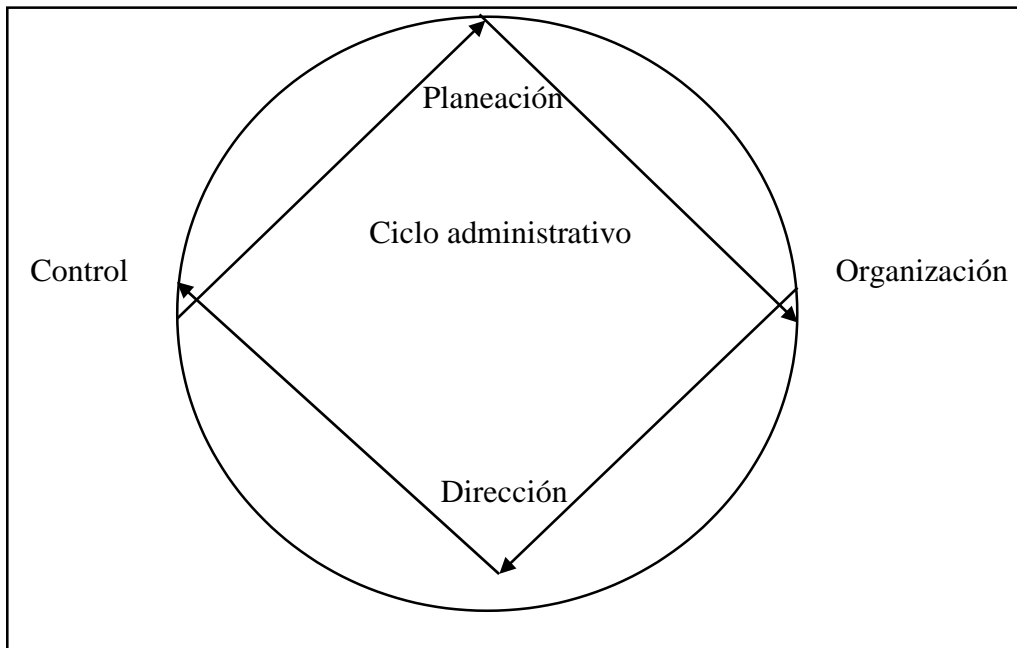 Planeación
Ciclo administrativo
Control
Organización
Dirección